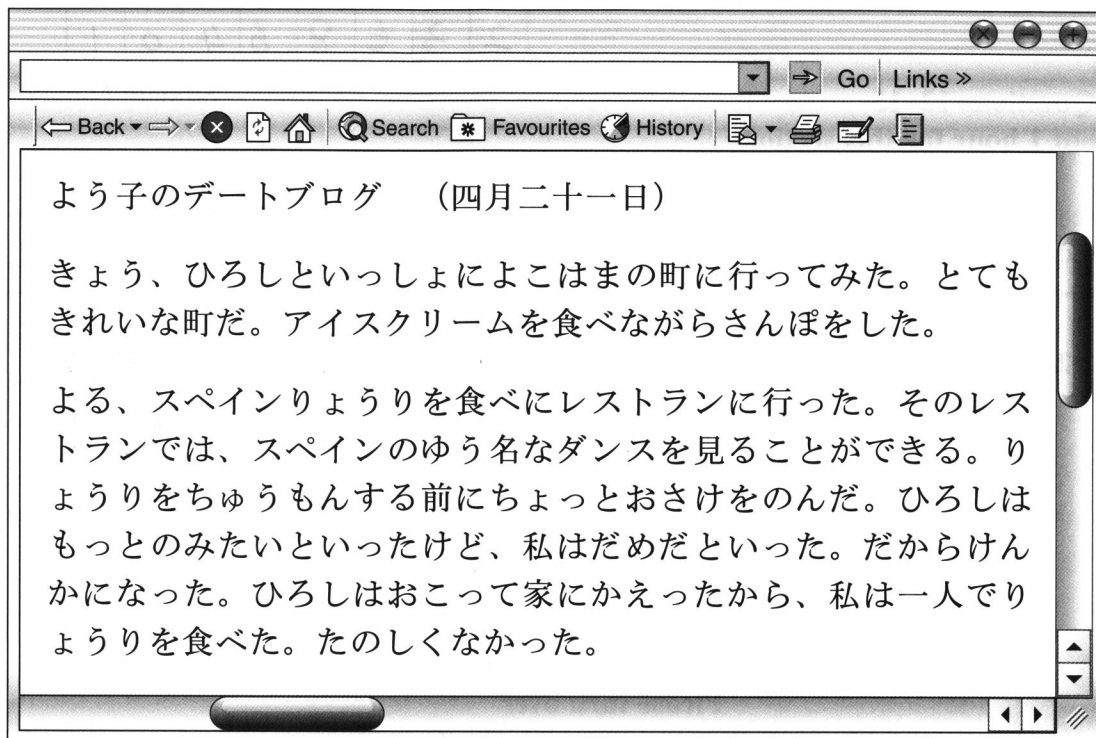 Go
Links »
Back
Search
Favourites
History
よう子のデートブログ　（四月二十一日）
きょう、ひろしといっしょによこはまの町に行ってみた。とても
きれいな町だ。アイスクリームを食べながらさんぽをした。
よる、スペインりょうりを食べにレストランに行った。そのレス
トランでは、スペインのゆう名なダンスを見ることができる。り
ょうりをちゅうもんする前にちょっとおさけをのんだ。ひろしは
もっとのみたいといったけど、私はだめだといった。だからけん
かになった。ひろしはおこって家にかえったから、私は一人でり
ょうりを食べた。たのしくなかった。